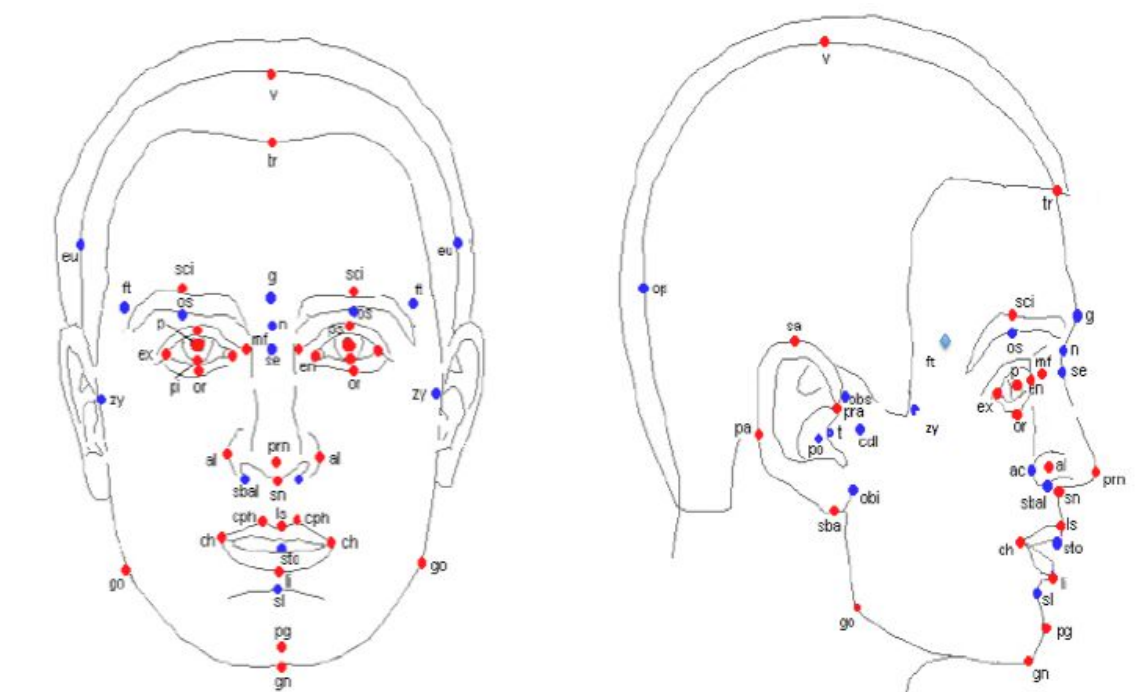 v
tr
eu
eu
sci
g
sci
ft
ft
os
os
p
n
ps
mf
ex
se
en
pi
or
or
zy
zy
al
prn
al
sbal
sn
cph
ls
cph
ch
ch
sto
li
go
go
sl
pg
gn
v
tr
op
sci
g
sa
os
n
ft
mf
p
se
en
ex
obs
pra
or
zy
pa
t
po
cdl
ac
al
prn
obi
sbal
sn
sba
ls
ch
sto
li
sl
go
pg
gn